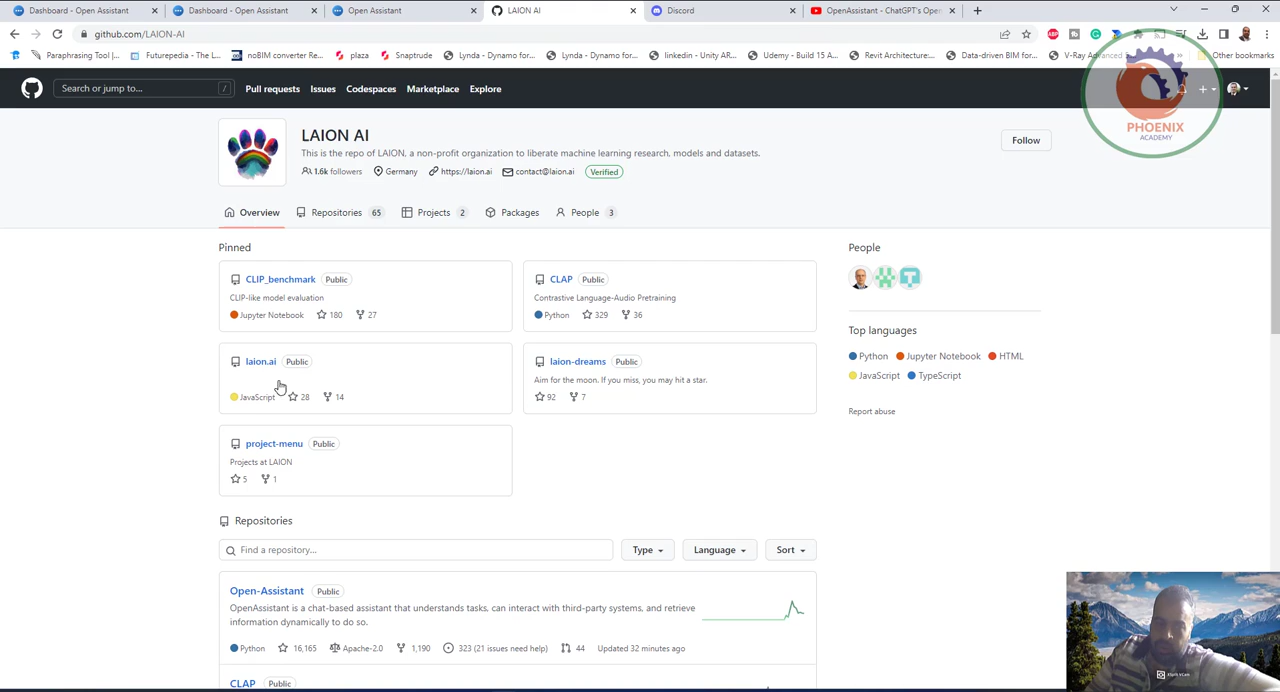 Dashboard - Open Assistant
Dashboard - Open Assistant
Open Assistant
LAION AI
Discord
OpenAssistant - ChatGPT's Open
github.com/LAION-AI
Paraphrasing Tool |...
Futurepedia - The L...
noBIM converter Re...
plaza
Snaptrude
Lynda - Dynamo for...
Lynda - Dynamo for...
linkedin - Unity AR...
Udemy - Build 15 A...
Revit Architecture:...
Data-driven BIM for...
V-Ray Advanced S
Other bookmarks
Search or jump to...
/
Pull requests
Issues
Codespaces
Marketplace
Explore
PHOENIX
ACADEMY
LAION AI
This is the repo of LAION, a non-profit organization to liberate machine learning research, models and datasets.
1.6k followers
Germany
https://laion.ai
contact@laion.ai
Verified
Follow
Overview
Repositories 65
Projects 2
Packages
People 3
Pinned
CLIP_benchmark Public
CLIP-like model evaluation
Jupyter Notebook 180 27
CLAP Public
Contrastive Language-Audio Pretraining
Python 329 36
laion.ai Public
JavaScript 28 14
laion-dreams Public
Aim for the moon. If you miss, you may hit a star.
92 7
project-menu Public
Projects at LAION
5 1
People
Top languages
Python Jupyter Notebook HTML
JavaScript TypeScript
Report abuse
Repositories
Find a repository...
Type
Language
Sort
Open-Assistant Public
OpenAssistant is a chat-based assistant that understands tasks, can interact with third-party systems, and retrieve
information dynamically to do so.
Python 16,165 Apache-2.0 1,190 323 (21 issues need help) 44 Updated 32 minutes ago
CLAP Public